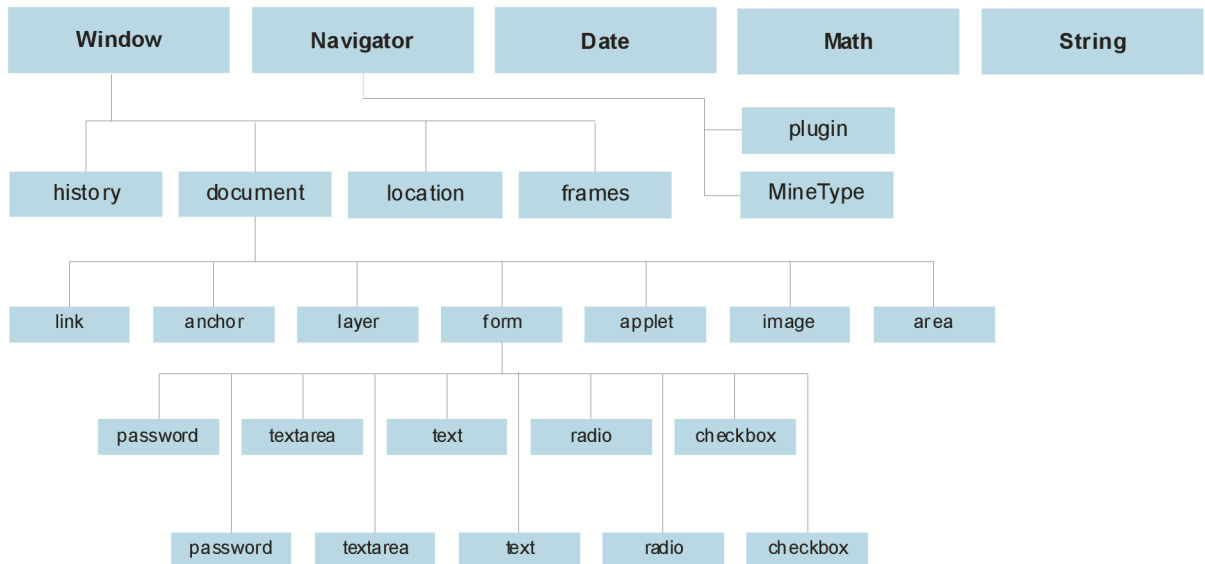 Window
Navigator
Date
Math
String
plugin
history
document
location
frames
MineType
link
anchor
layer
form
applet
image
area
password
textarea
text
radio
checkbox
password
textarea
text
radio
checkbox